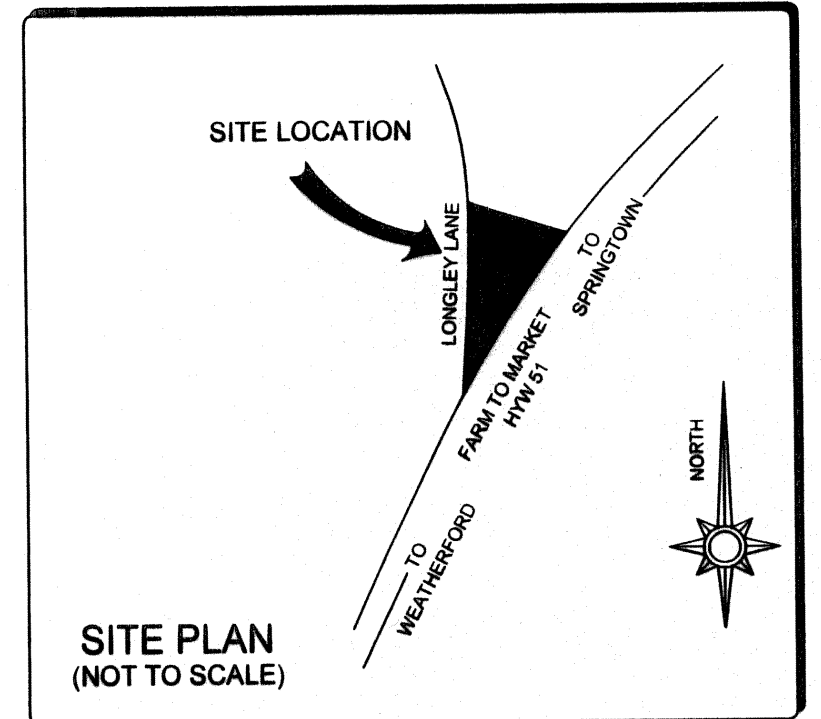 SITE LOCATION
LONGLEY LANE
TO
SPRINGTOWN
FARM TO MARKET
HYW 51
NORTH
TO
WEATHERFORD
SITE PLAN
(NOT TO SCALE)